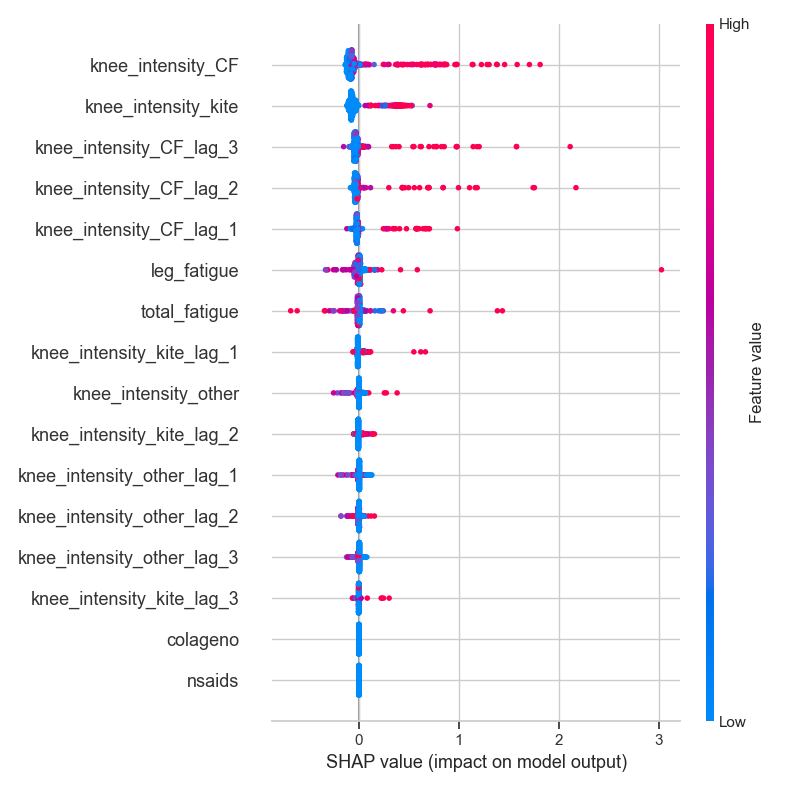 High
knee_intensity_CF
knee_intensity_kite
knee_intensity_CF_lag_3
knee_intensity_CF_lag_2
knee_intensity_CF_lag_1
leg_fatigue
total_fatigue
knee_intensity_kite_lag_1
knee_intensity_other
knee_intensity_kite_lag_2
knee_intensity_other_lag_1
knee_intensity_other_lag_2
knee_intensity_other_lag_3
knee_intensity_kite_lag_3
colageno
nsaids
Feature value
Low
0 1 2 3
SHAP value (impact on model output)